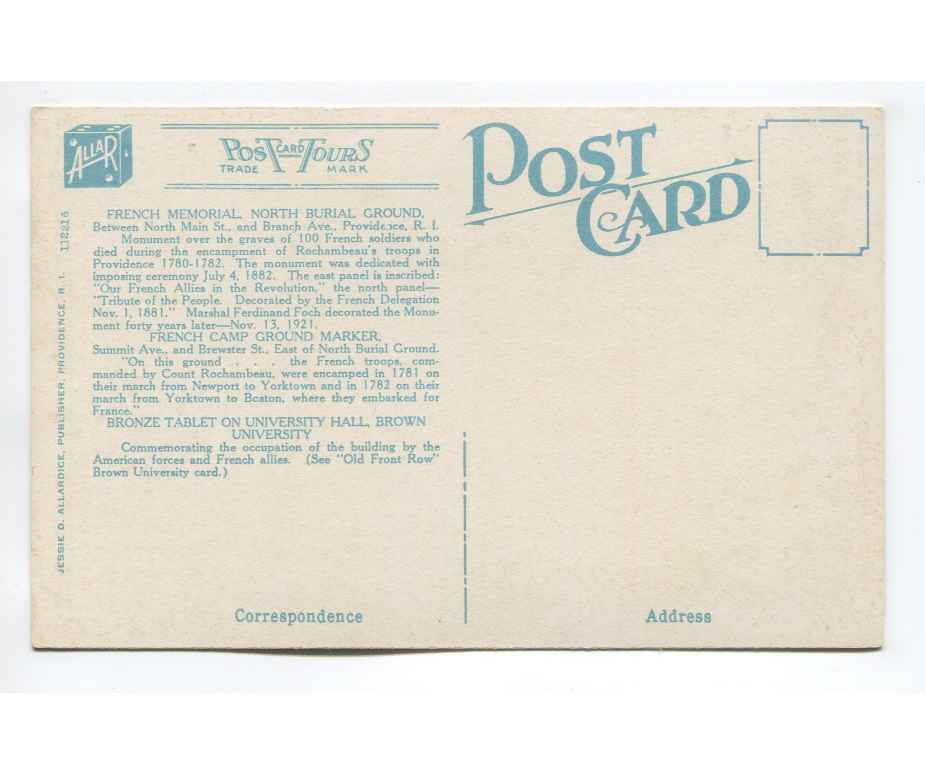 ALLAR
POST CARD TOURS
TRADE MARK
FRENCH MEMORIAL, NORTH BURIAL GROUND,
Between North Main St., and Branch Ave., Providence, R. I.
Monument over the graves of 100 French soldiers who
died during the encampment of Rochambeau's troops in
Providence 1780-1782. The monument was dedicated with
imposing ceremony July 4, 1882. The east panel is inscribed:
"Our French Allies in the Revolution," the north panel—
"Tribute of the People. Decorated by the French Delegation
Nov. 1, 1881." Marshal Ferdinand Foch decorated the Monu-
ment forty years later—Nov. 13, 1921.
FRENCH CAMP GROUND MARKER,
Summit Ave., and Brewster St., East of North Burial Ground.
"On this ground . . . . the French troops, com-
manded by Count Rochambeau, were encamped in 1781 on
their march from Newport to Yorktown and in 1782 on their
march from Yorktown to Boston, where they embarked for
France."
BRONZE TABLET ON UNIVERSITY HALL, BROWN
UNIVERSITY
Commemorating the occupation of the building by the
American forces and French allies. (See "Old Front Row"
Brown University card.)
JESSIE D. ALLARDICE, PUBLISHER, PROVIDENCE, R. I. 112216
Correspondence
POST
CARD
Address